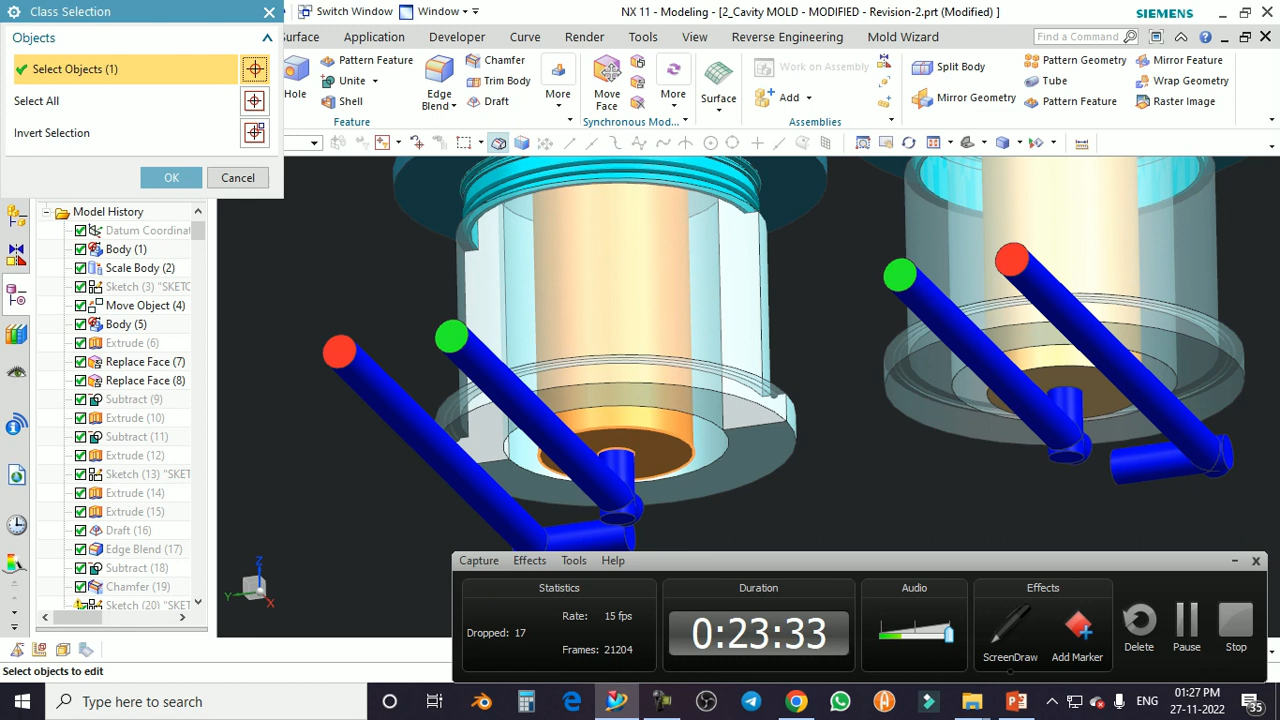 Class Selection
Switch Window
Window
NX 11 - Modeling - [2_Cavity MOLD - MODIFIED - Revision-2.prt (Modified) ]
SIEMENS
Surface
Application
Developer
Curve
Render
Tools
View
Reverse Engineering
Mold Wizard
Find a Command
Objects
Select Objects (1)
Select All
Invert Selection
OK
Cancel
Hole
Pattern Feature
Unite
Shell
Edge
Blend
Chamfer
Trim Body
Draft
More
Feature
Move
Face
More
Synchronous Mod...
Surface
Work on Assembly
Add
Assemblies
Split Body
Mirror Geometry
Pattern Geometry
Tube
Pattern Feature
Mirror Feature
Wrap Geometry
Raster Image
Model History
Datum Coordina
Body (1)
Scale Body (2)
Sketch (3) "SKETC
Move Object (4)
Body (5)
Extrude (6)
Replace Face (7)
Replace Face (8)
Subtract (9)
Extrude (10)
Subtract (11)
Extrude (12)
Sketch (13) "SKET
Extrude (14)
Extrude (15)
Draft (16)
Edge Blend (17)
Subtract (18)
Chamfer (19)
Sketch (20) "SKET
Z
Y
X
Capture
Effects
Tools
Help
Statistics
Rate: 15 fps
Dropped: 17
Frames: 21204
Duration
0:23:33
Audio
Effects
ScreenDraw
Add Marker
Delete
Pause
Stop
Select objects to edit
Type here to search
ENG
01:27 PM
27-11-2022
35